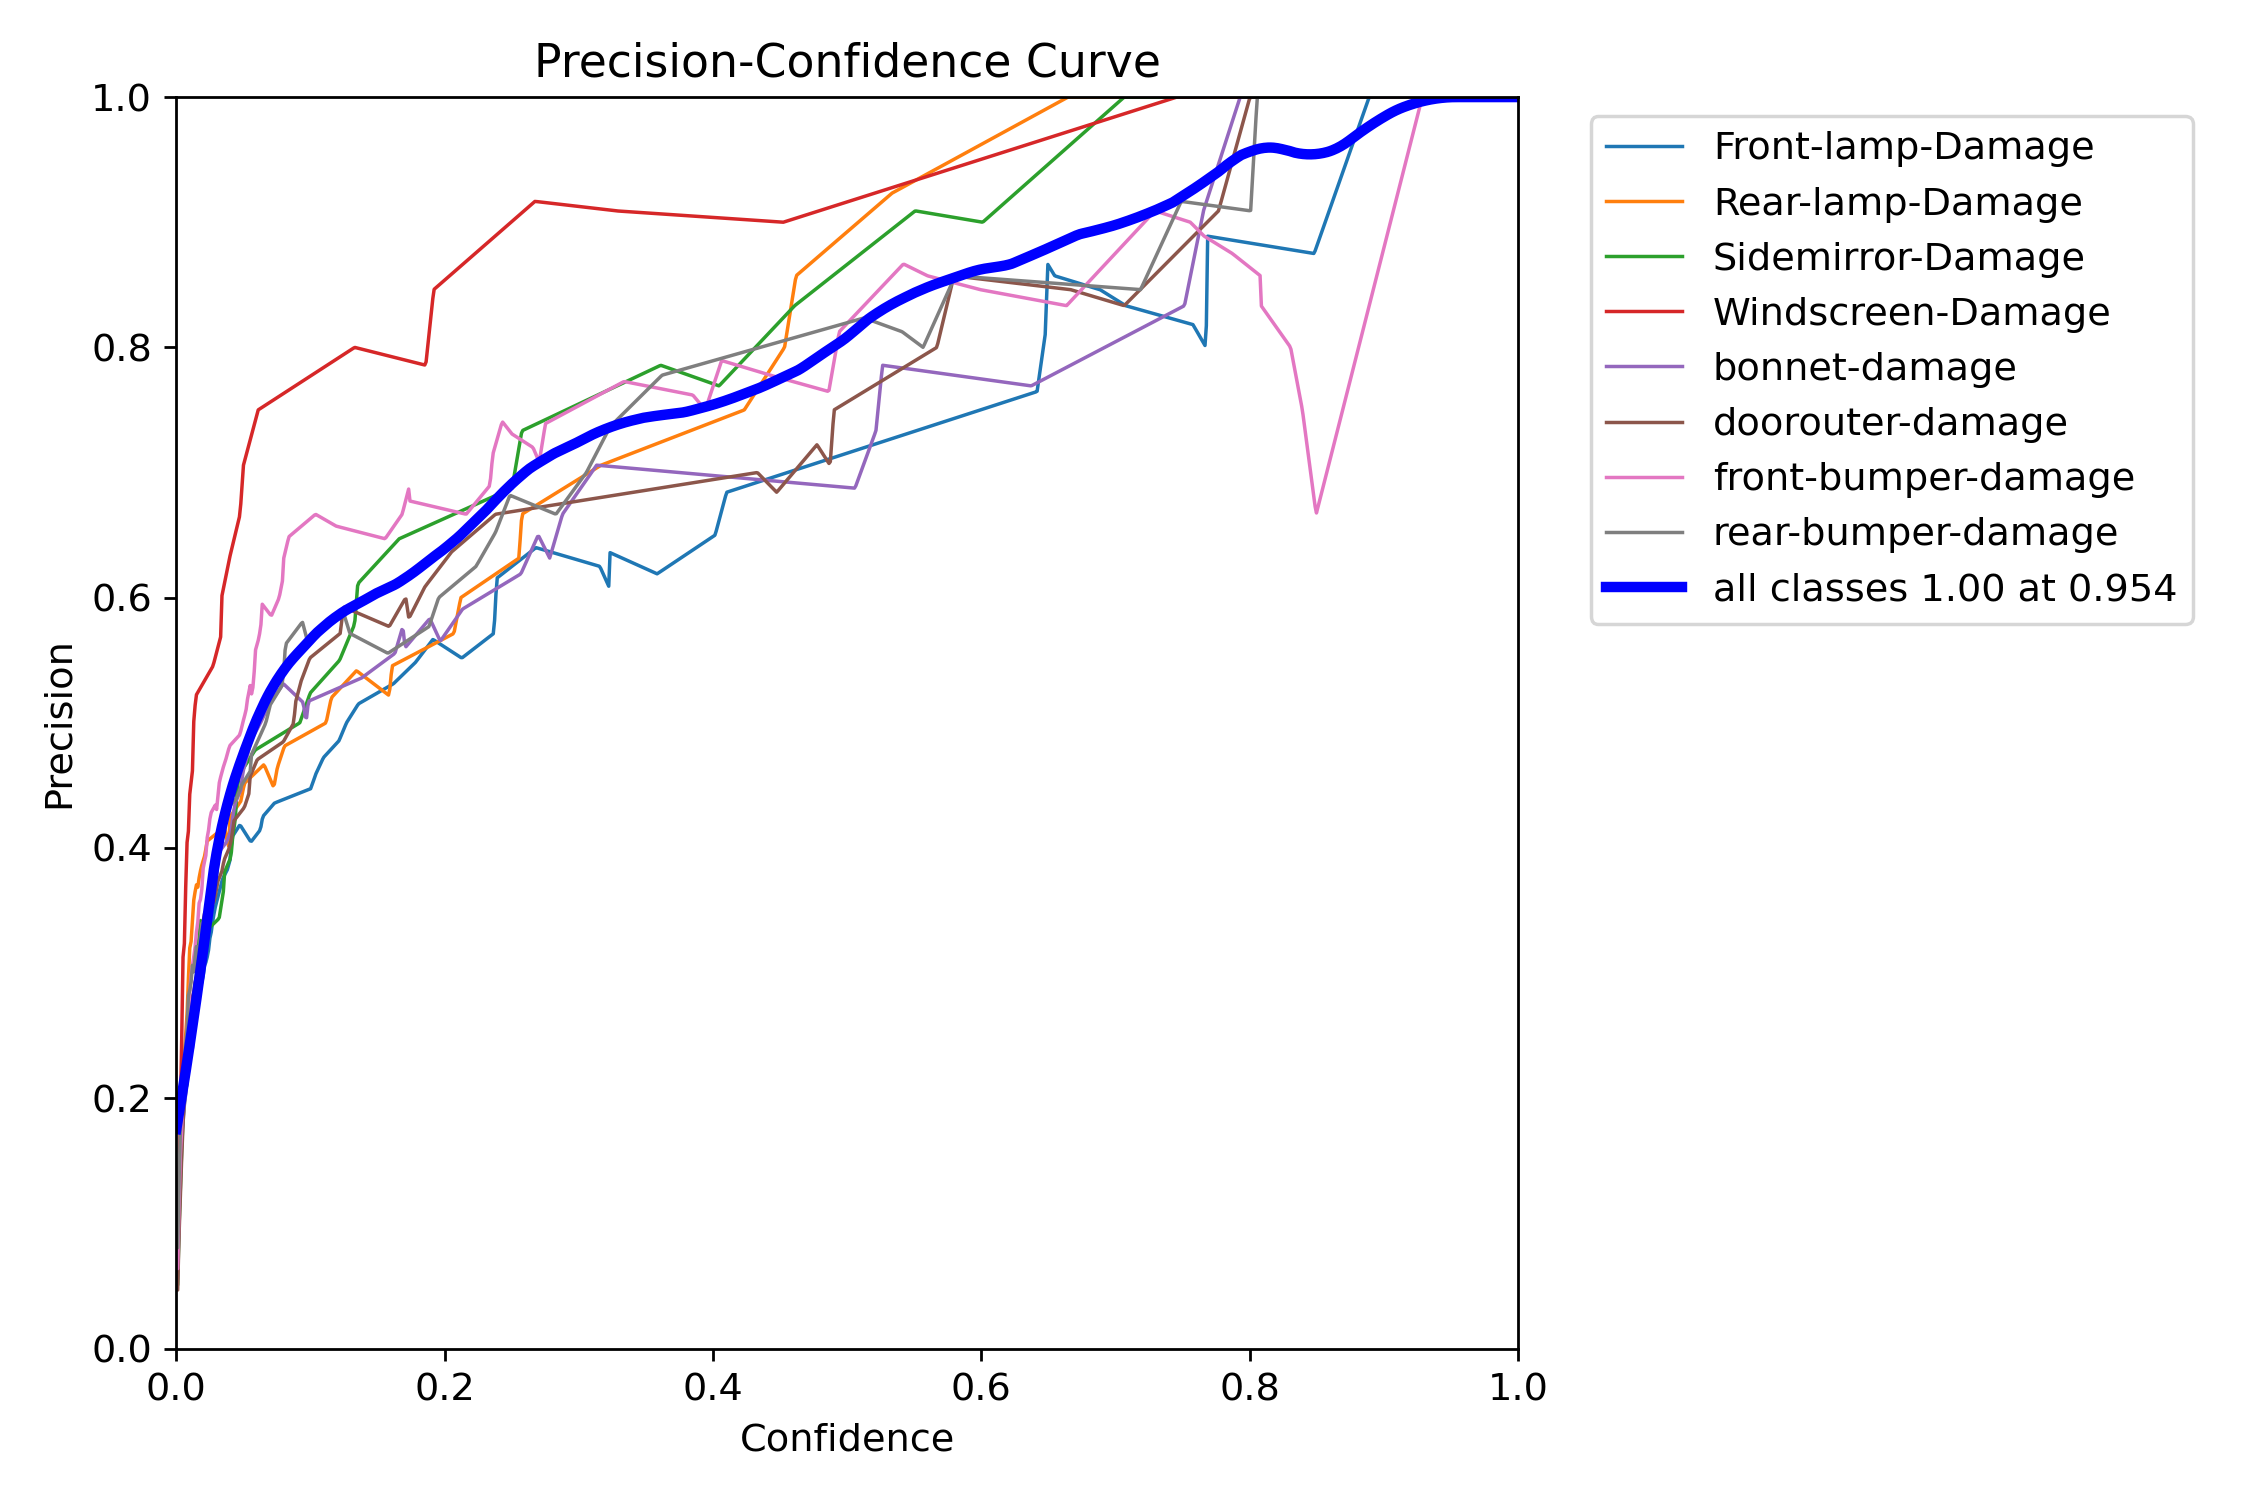 Precision-Confidence Curve
1.0
0.8
0.6
0.4
0.2
0.0
Precision
0.0 0.2 0.4 0.6 0.8 1.0
Confidence
Front-lamp-Damage
Rear-lamp-Damage
Sidemirror-Damage
Windscreen-Damage
bonnet-damage
doorouter-damage
front-bumper-damage
rear-bumper-damage
all classes 1.00 at 0.954